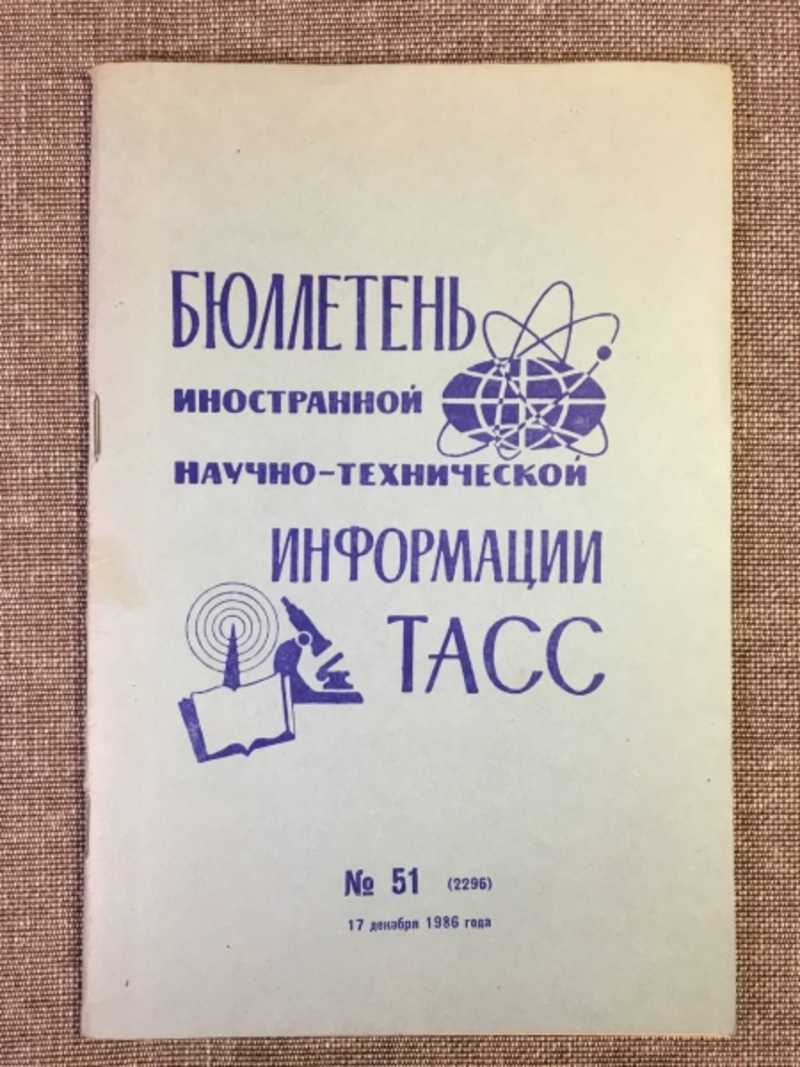 БЮЛЛЕТЕНЬ
ИНОСТРАННОЙ
НАУЧНО-ТЕХНИЧЕСКОЙ
ИНФОРМАЦИИ
ТАСС
№ 51 (2296)
17 декабря 1986 года